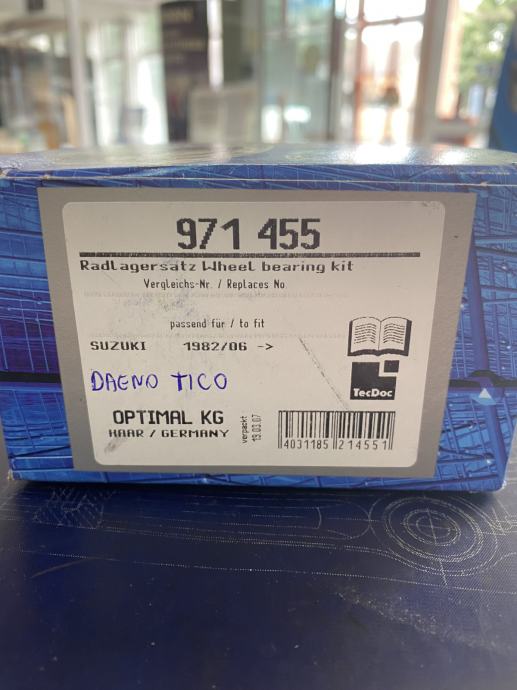 971 455
Radlagersatz Wheel bearing kit
Vergleichs-Nr. / Replaces No
passend für / to fit
SUZUKI 1982/06 ->
DAENO TICO
TecDoc
OPTIMAL KG
HAAR / GERMANY
verpackt
19.03.07
4031185 214551